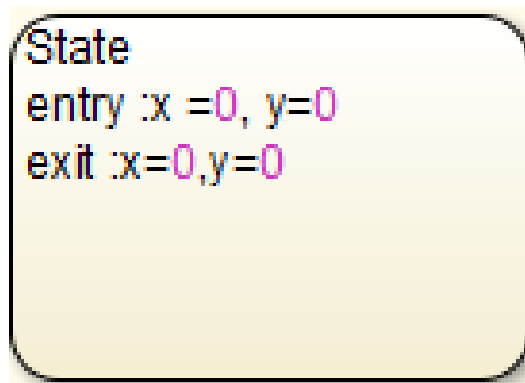 State
entry :x =0, y=0
exit :x=0,y=0